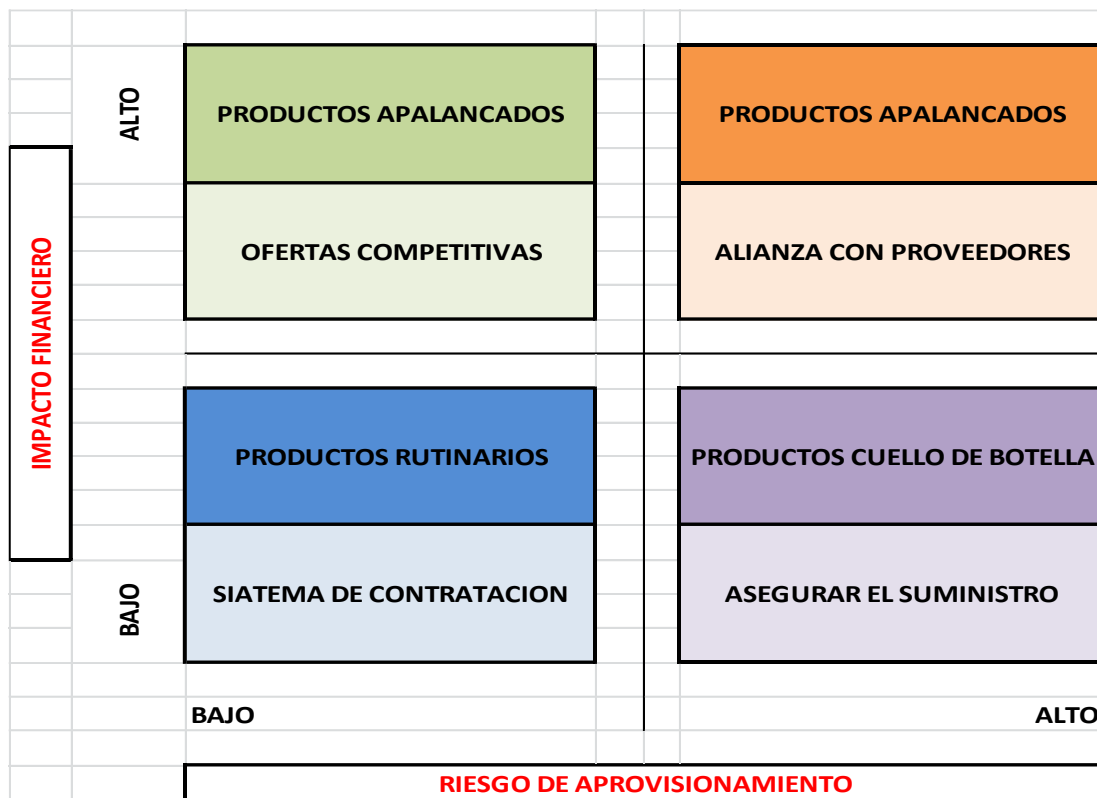 ALTO
PRODUCTOS APALANCADOS
PRODUCTOS APALANCADOS
OFERTAS COMPETITIVAS
ALIANZA CON PROVEEDORES
IMPACTO FINANCIERO
PRODUCTOS RUTINARIOS
PRODUCTOS CUELLO DE BOTELLA
BAJO
SIATEMA DE CONTRATACION
ASEGURAR EL SUMINISTRO
BAJO
ALTO
RIESGO DE APROVISIONAMIENTO